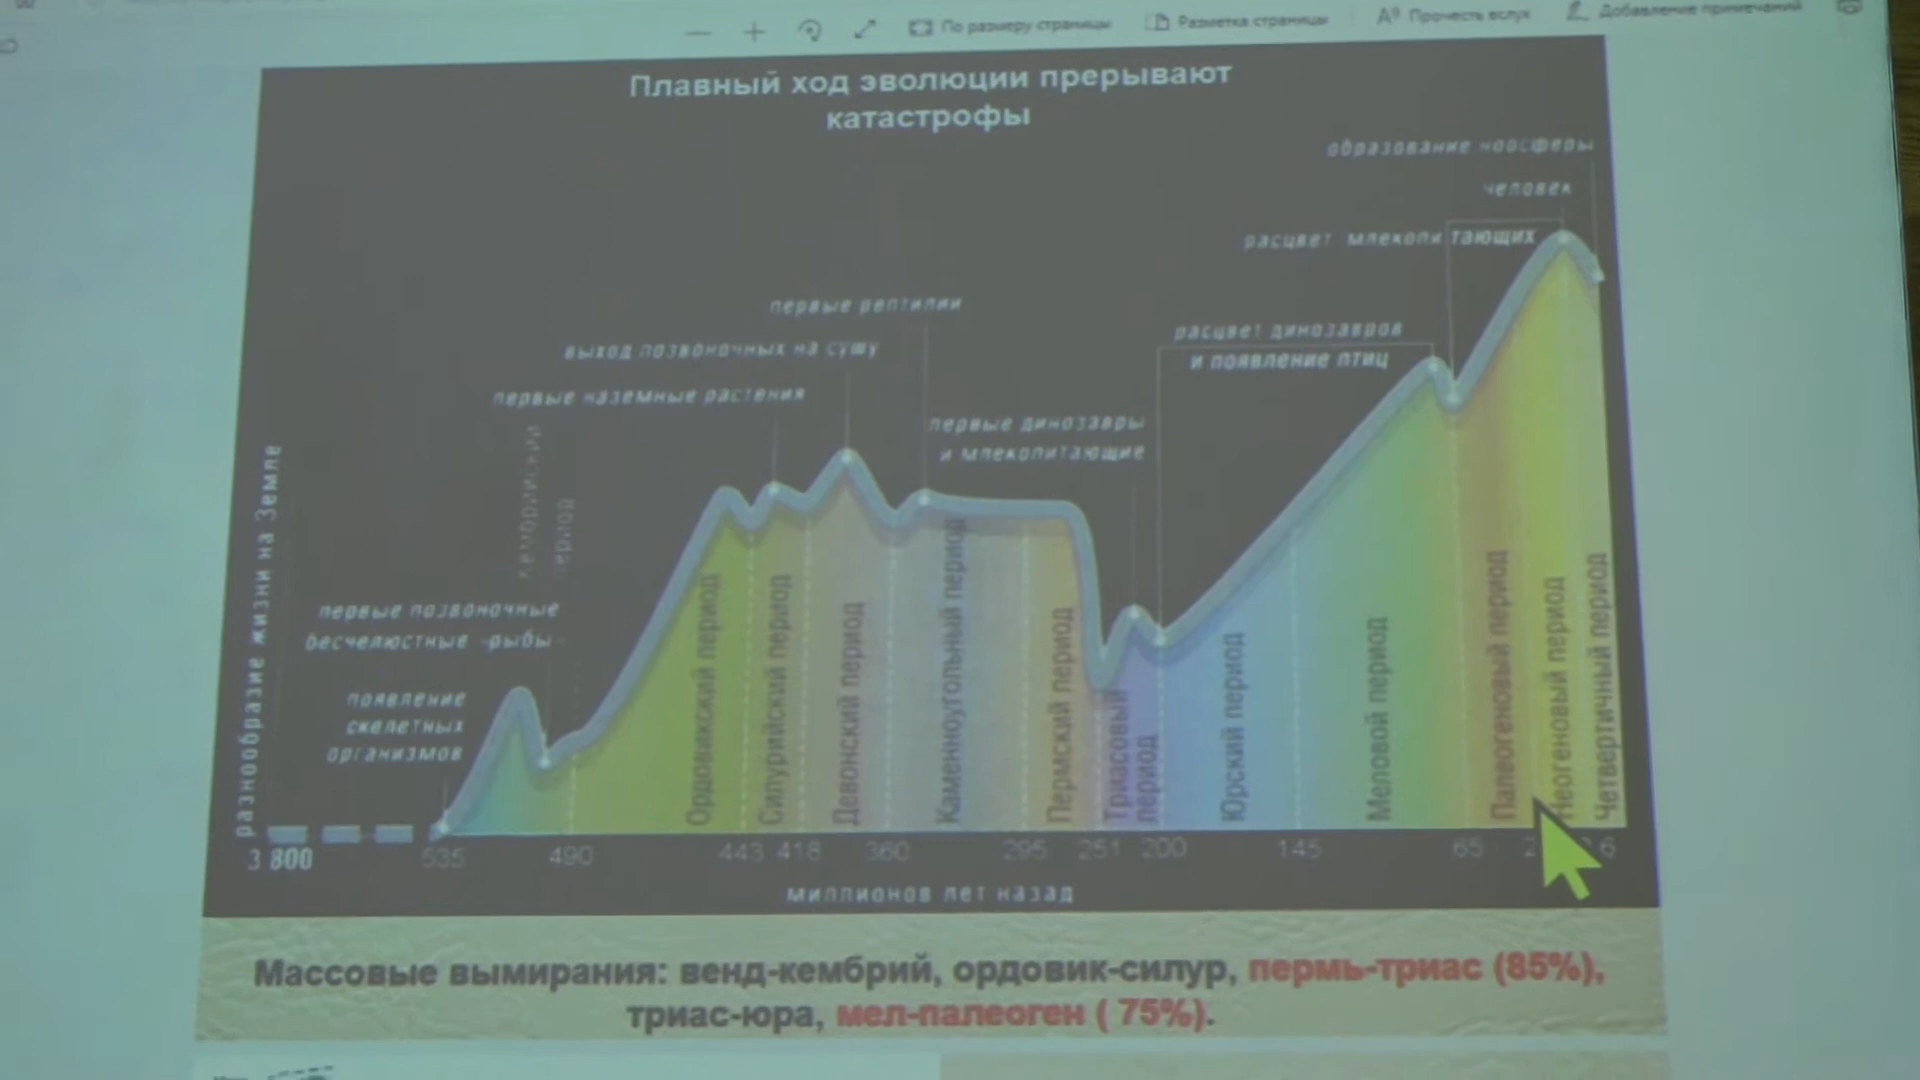 По размеру страницы
Разметка страницы
Прочесть вслух
Добавление примечаний
Плавный ход эволюции прерывают
катастрофы
образование ноосферы
человек
расцвет млекопитающих
первые рептилии
расцвет динозавров
и появление птиц
выход позвоночных на сушу
первые наземные растения
первые динозавры
и млекопитающие
кембрийский
период
разнообразие жизни на Земле
первые позвоночные
бесчелюстные рыбы
появление
скелетных
организмов
Ордовикский период
Силурийский период
Девонский период
Каменноугольный период
Пермский период
Триасовый
период
Юрский период
Меловой период
Палеогеновый период
Неогеновый период
Четвертичный период
3 800 535 490 443 418 360 295 251 200 145 65
миллионов лет назад
Массовые вымирания: венд-кембрий, ордовик-силур, пермь-триас (85%),
триас-юра, мел-палеоген ( 75%).